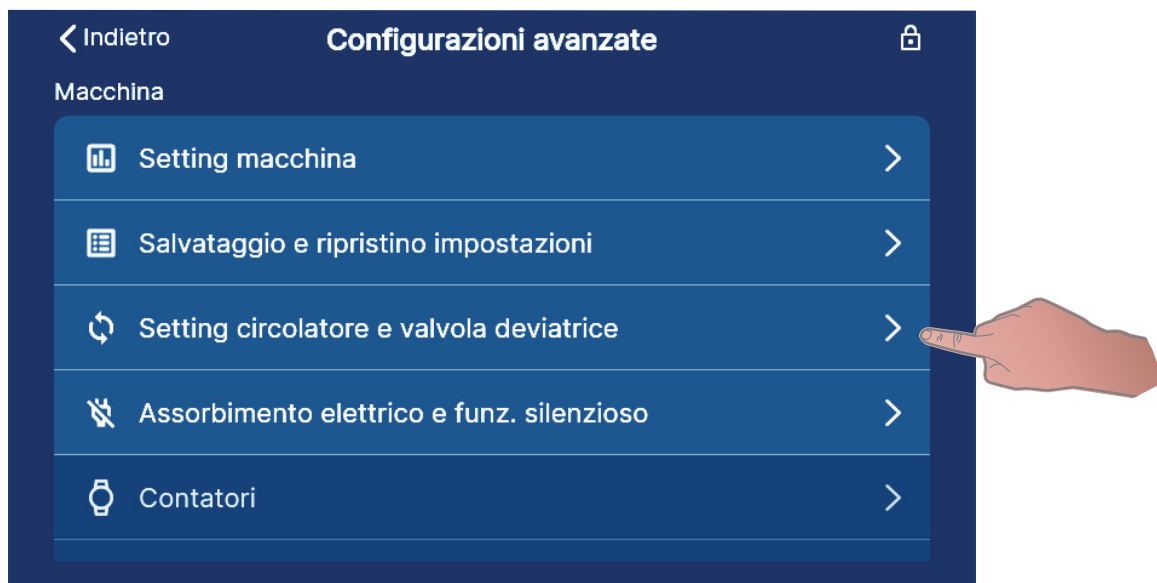 Indietro
Configurazioni avanzate
Macchina
Setting macchina
Salvataggio e ripristino impostazioni
Setting circolatore e valvola deviatrice
Assorbimento elettrico e funz. silenzioso
Contatori